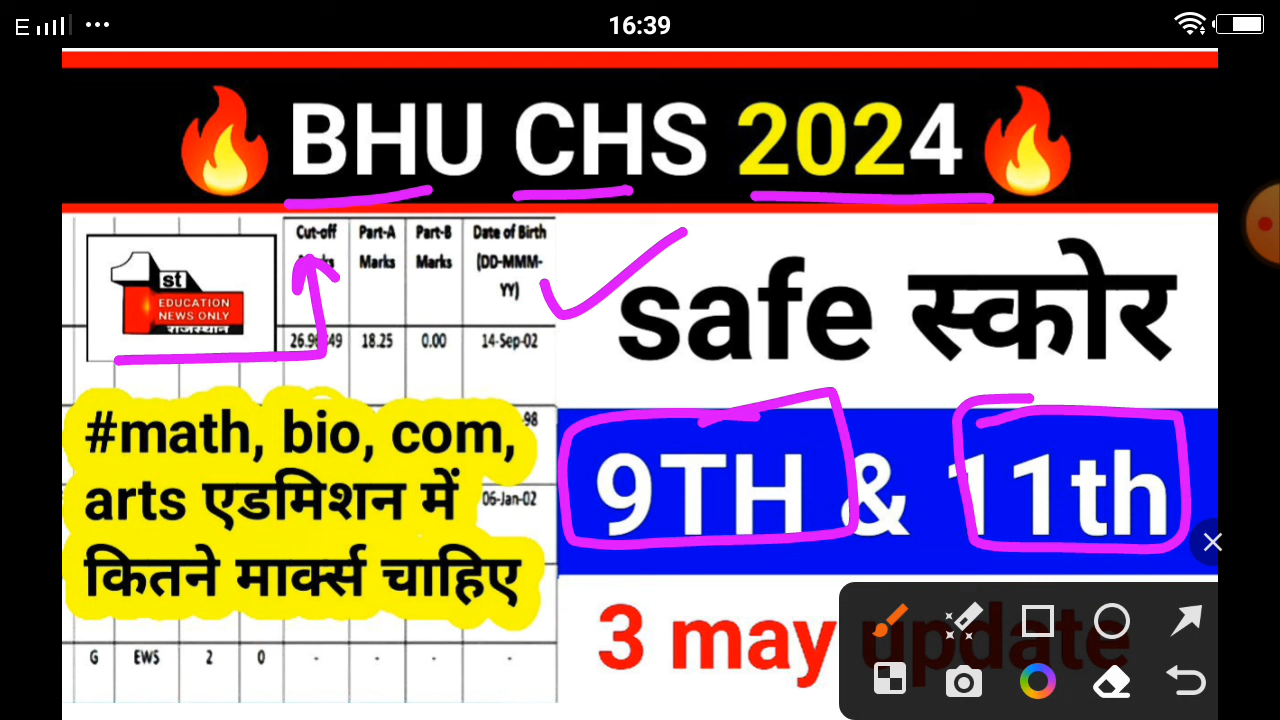 16:39
BHU CHS 2024
Cut-off Part-A Part-B Date of Birth
Marks Marks (DD-MMM-
YY)
1st
EDUCATION
NEWS ONLY
राजस्थान
18.25 0.00 14-Sep-02
safe स्कोर
-98
#math, bio, com,
arts एडमिशन में
06-Jan-02
कितने मार्क्स चाहिए
9TH & 11th
3 may update
G EWS 2 0 - - - -